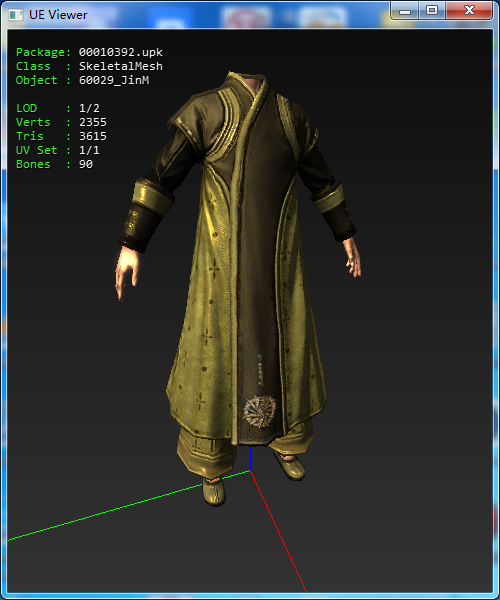 UE Viewer
Package: 00010392.upk
Class : SkeletalMesh
Object : 60029_JinM
LOD : 1/2
Verts : 2355
Tris : 3615
UV Set : 1/1
Bones : 90